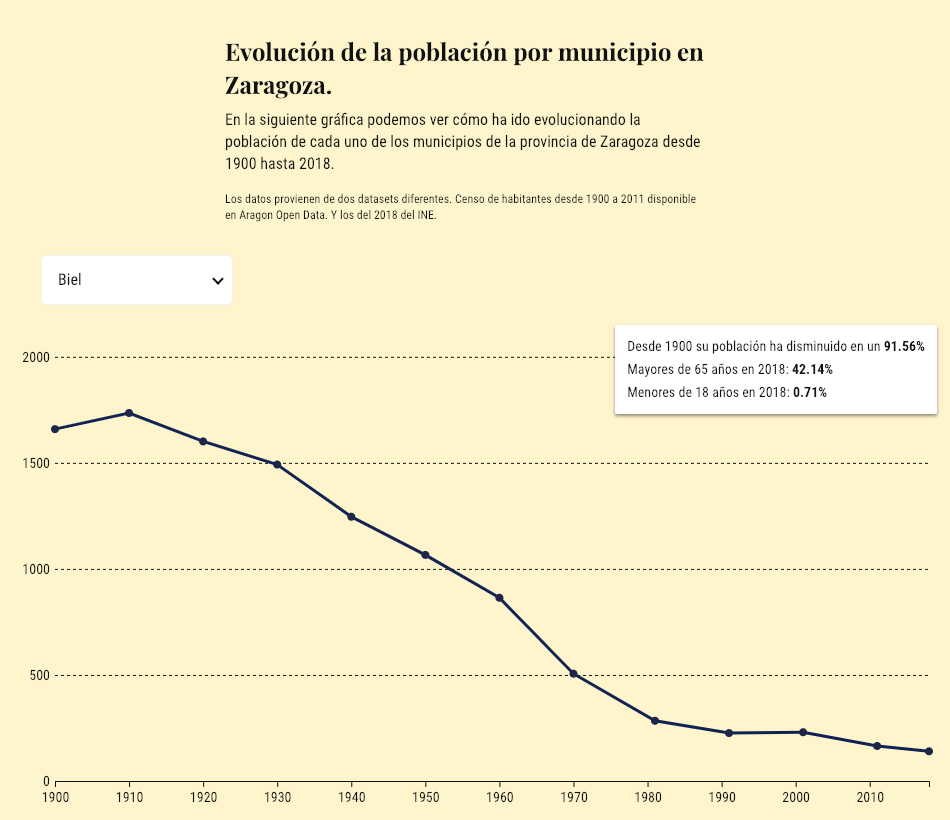 Evolución de la población por municipio en
Zaragoza.
En la siguiente gráfica podemos ver cómo ha ido evolucionando la
población de cada uno de los municipios de la provincia de Zaragoza desde
1900 hasta 2018.
Los datos provienen de dos datasets diferentes. Censo de habitantes desde 1900 a 2011 disponible
en Aragon Open Data. Y los del 2018 del INE.
Biel
Desde 1900 su población ha disminuido en un 91.56%
Mayores de 65 años en 2018: 42.14%
Menores de 18 años en 2018: 0.71%
2000
1500
1000
500
0
1900 1910 1920 1930 1940 1950 1960 1970 1980 1990 2000 2010